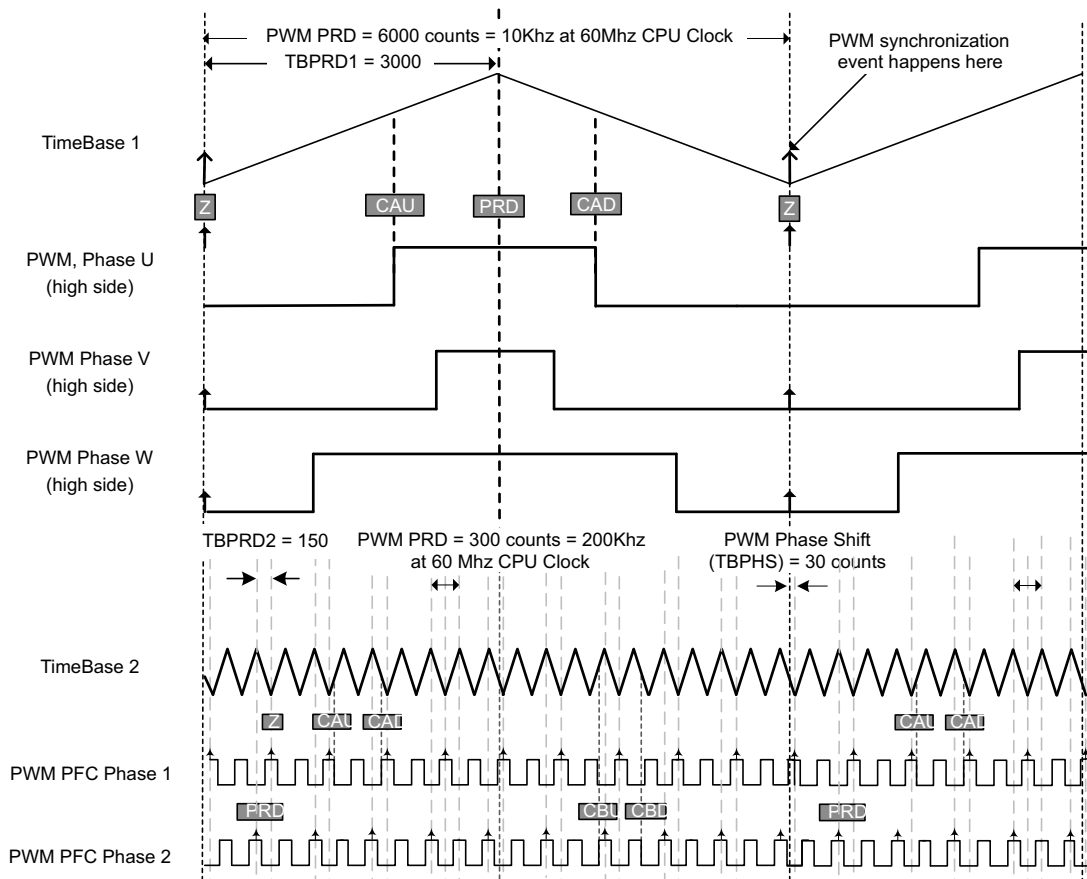 PWM PRD = 6000 counts = 10Khz at 60Mhz CPU Clock
TBPRD1 = 3000
PWM synchronization
event happens here
TimeBase 1
Z
CAU
PRD
CAD
Z
PWM, Phase U
(high side)
PWM Phase V
(high side)
PWM Phase W
(high side)
TBPRD2 = 150
PWM PRD = 300 counts = 200Khz
at 60 Mhz CPU Clock
PWM Phase Shift
(TBPHS) = 30 counts
TimeBase 2
Z
CAU
CAD
CAU
CAD
PWM PFC Phase 1
PRD
CBU
CBD
PRD
PWM PFC Phase 2